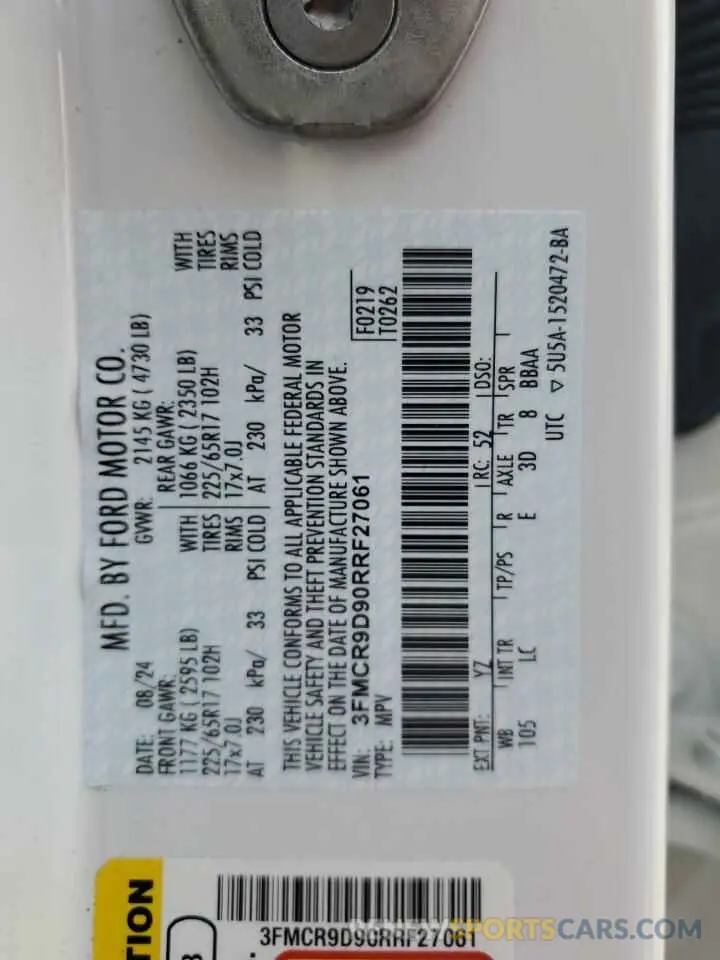 MFD. BY FORD MOTOR CO.
DATE: 08/24 GVWR: 2145 KG ( 4730 LB)
FRONT GAWR: REAR GAWR:
1177 KG ( 2595 LB) WITH 1066 KG ( 2350 LB) WITH
225/65R17 102H TIRES 225/65R17 102H TIRES
17x7.0J RIMS 17x7.0J RIMS
AT 230 kPa/ 33 PSI COLD AT 230 kPa/ 33 PSI COLD
THIS VEHICLE CONFORMS TO ALL APPLICABLE FEDERAL MOTOR
VEHICLE SAFETY AND THEFT PREVENTION STANDARDS IN
EFFECT ON THE DATE OF MANUFACTURE SHOWN ABOVE.
VIN: 3FMCR9D90RRF27061 F0219
TYPE: MPV T0262
EXT PNT: YZ RC: 52 DSO:
WB INT TR TP/PS R AXLE TR SPR
105 LC E 3D 8 BBAA
UTC ▽ 5U5A-1520472-BA
TION
3FMCR9D90RRF27061
SPORTSCARS.COM